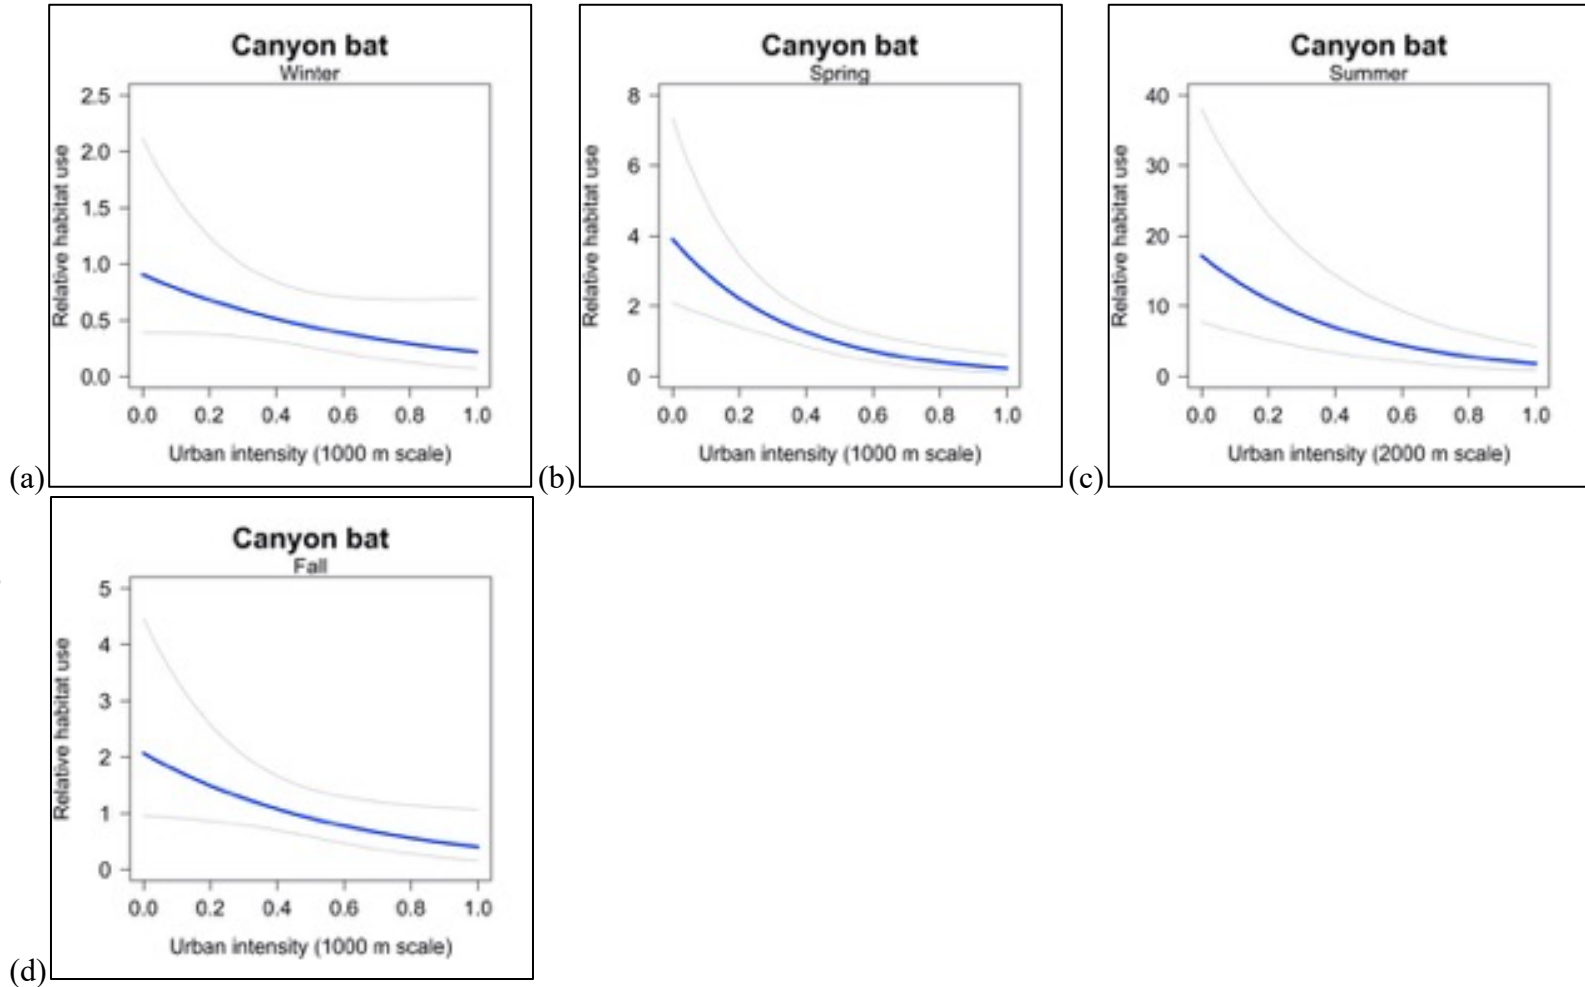 Canyon bat
Winter
2.5
2.0
1.5
1.0
0.5
0.0
Relative habitat use
0.0 0.2 0.4 0.6 0.8 1.0
Urban intensity (1000 m scale)
(a)
Canyon bat
Spring
8
6
4
2
0
Relative habitat use
0.0 0.2 0.4 0.6 0.8 1.0
Urban intensity (1000 m scale)
(b)
Canyon bat
Summer
40
30
20
10
0
Relative habitat use
0.0 0.2 0.4 0.6 0.8 1.0
Urban intensity (2000 m scale)
(c)
Canyon bat
Fall
5
4
3
2
1
0
Relative habitat use
0.0 0.2 0.4 0.6 0.8 1.0
Urban intensity (1000 m scale)
(d)